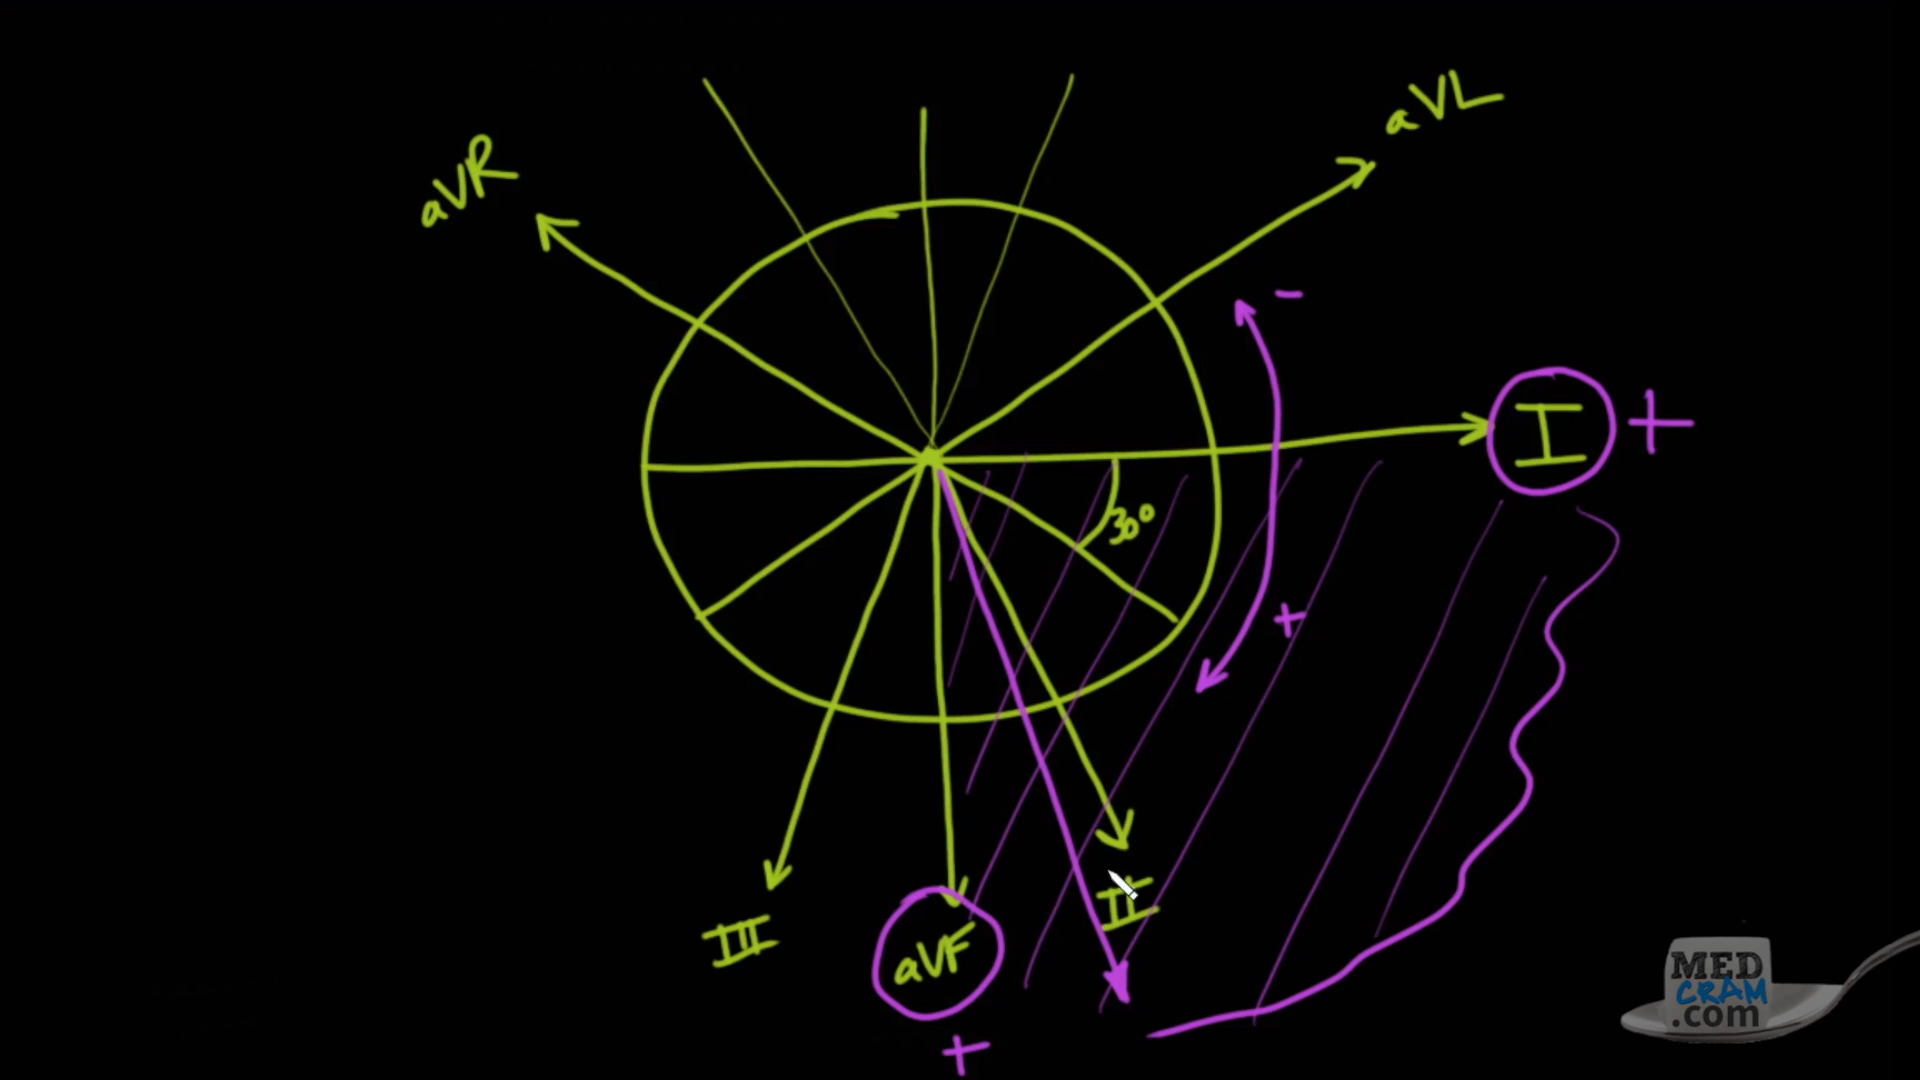 aVL
aVR
-
I +
30°
+
II
III
aVF
+
MED
CRAM
.com